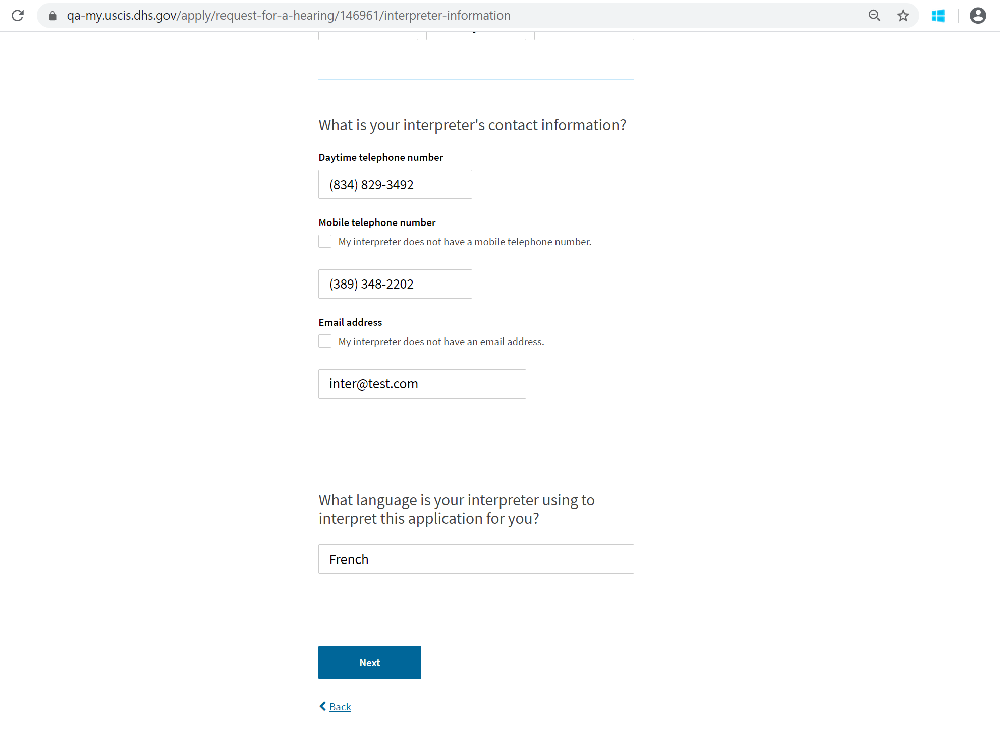 qa-my.uscis.dhs.gov/apply/request-for-a-hearing/146961/interpreter-information
What is your interpreter's contact information?
Daytime telephone number
(834) 829-3492
Mobile telephone number
My interpreter does not have a mobile telephone number.
(389) 348-2202
Email address
My interpreter does not have an email address.
inter@test.com
What language is your interpreter using to
interpret this application for you?
French
Next
Back